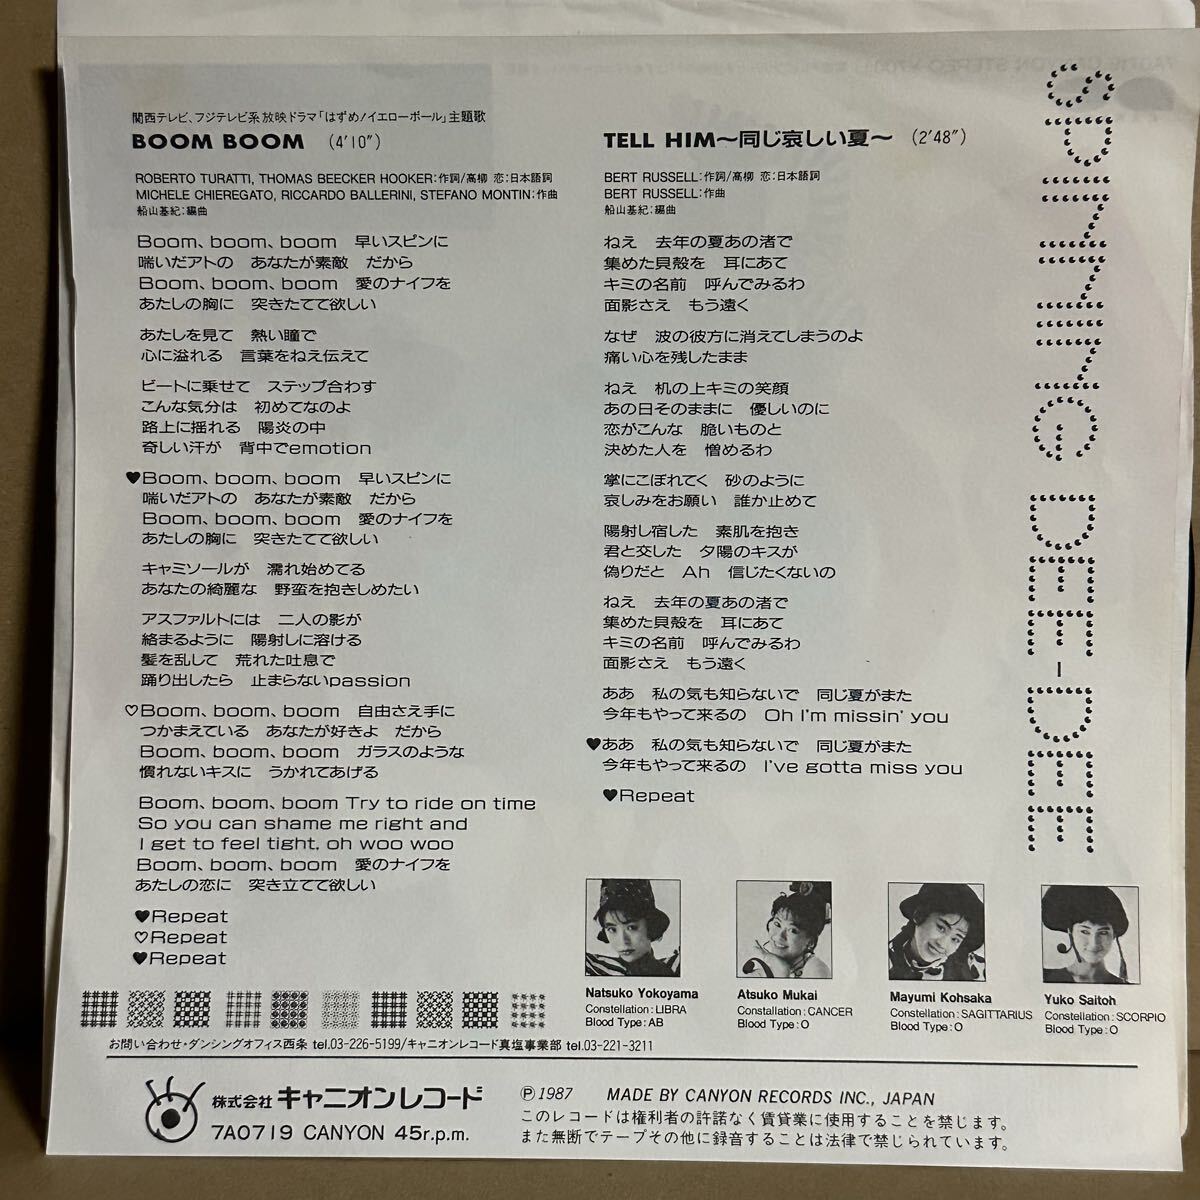 関西テレビ、フジテレビ系放映ドラマ「はずめ!イエローボール」主題歌
BOOM BOOM (4'10")
ROBERTO TURATTI, THOMAS BEECKER HOOKER:作詞/高柳 恋:日本語詞
MICHELE CHIEREGATO, RICCARDO BALLERINI, STEFANO MONTIN:作曲
船山基紀:編曲
Boom、boom、boom 早いスピンに
喘いだアトの あなたが素敵 だから
Boom、boom、boom 愛のナイフを
あたしの胸に 突きたてて欲しい
あたしを見て 熱い瞳で
心に溢れる 言葉をねえ伝えて
ビートに乗せて ステップ合わす
こんな気分は 初めてなのよ
路上に揺れる 陽炎の中
奇しい汗が 背中でemotion
♥Boom、boom、boom 早いスピンに
喘いだアトの あなたが素敵 だから
Boom、boom、boom 愛のナイフを
あたしの胸に 突きたてて欲しい
キャミソールが 濡れ始めてる
あなたの綺麗な 野蛮を抱きしめたい
アスファルトには 二人の影が
絡まるように 陽射しに溶ける
髪を乱して 荒れた吐息で
踊り出したら 止まらないpassion
♡Boom、boom、boom 自由さえ手に
つかまえている あなたが好きよ だから
Boom、boom、boom ガラスのような
慣れないキスに うかれてあげる
Boom、boom、boom Try to ride on time
So you can shame me right and
I get to feel tight, oh woo woo
Boom、boom、boom 愛のナイフを
あたしの恋に 突き立てて欲しい
♥Repeat
♡Repeat
♥Repeat
TELL HIM〜同じ哀しい夏〜 (2'48")
BERT RUSSELL:作詞/高柳 恋:日本語詞
BERT RUSSELL:作曲
船山基紀:編曲
ねえ 去年の夏あの渚で
集めた貝殻を 耳にあて
キミの名前 呼んでみるわ
面影さえ もう遠く
なぜ 波の彼方に消えてしまうのよ
痛い心を残したまま
ねえ 机の上キミの笑顔
あの日そのままに 優しいのに
恋がこんな 脆いものと
決めた人を 憎めるわ
掌にこぼれてく 砂のように
哀しみをお願い 誰か止めて
陽射し宿した 素肌を抱き
君と交した 夕陽のキスが
偽りだと Ah 信じたくないの
ねえ 去年の夏あの渚で
集めた貝殻を 耳にあて
キミの名前 呼んでみるわ
面影さえ もう遠く
ああ 私の気も知らないで 同じ夏がまた
今年もやって来るの Oh I'm missin' you
♥ああ 私の気も知らないで 同じ夏がまた
今年もやって来るの I've gotta miss you
♥Repeat
DEE-DEE
Natsuko Yokoyama
Constellation:LIBRA
Blood Type:AB
Atsuko Mukai
Constallation:CANCER
Blood Type:O
Mayumi Kohsaka
Constellation:SAGITTARIUS
Blood Type:O
Yuko Saitoh
Constellation:SCORPIO
Blood Type:O
お問い合わせ・ダンシングオフィス西条 tel.03-226-5199/キャニオンレコード真塩事業部 tel.03-221-3211
株式会社 キャニオンレコード
7A0719 CANYON 45r.p.m.
Ⓟ1987 MADE BY CANYON RECORDS INC., JAPAN
このレコードは権利者の許諾なく賃貸業に使用することを禁じます。
また無断でテープその他に録音することは法律で禁じられています。